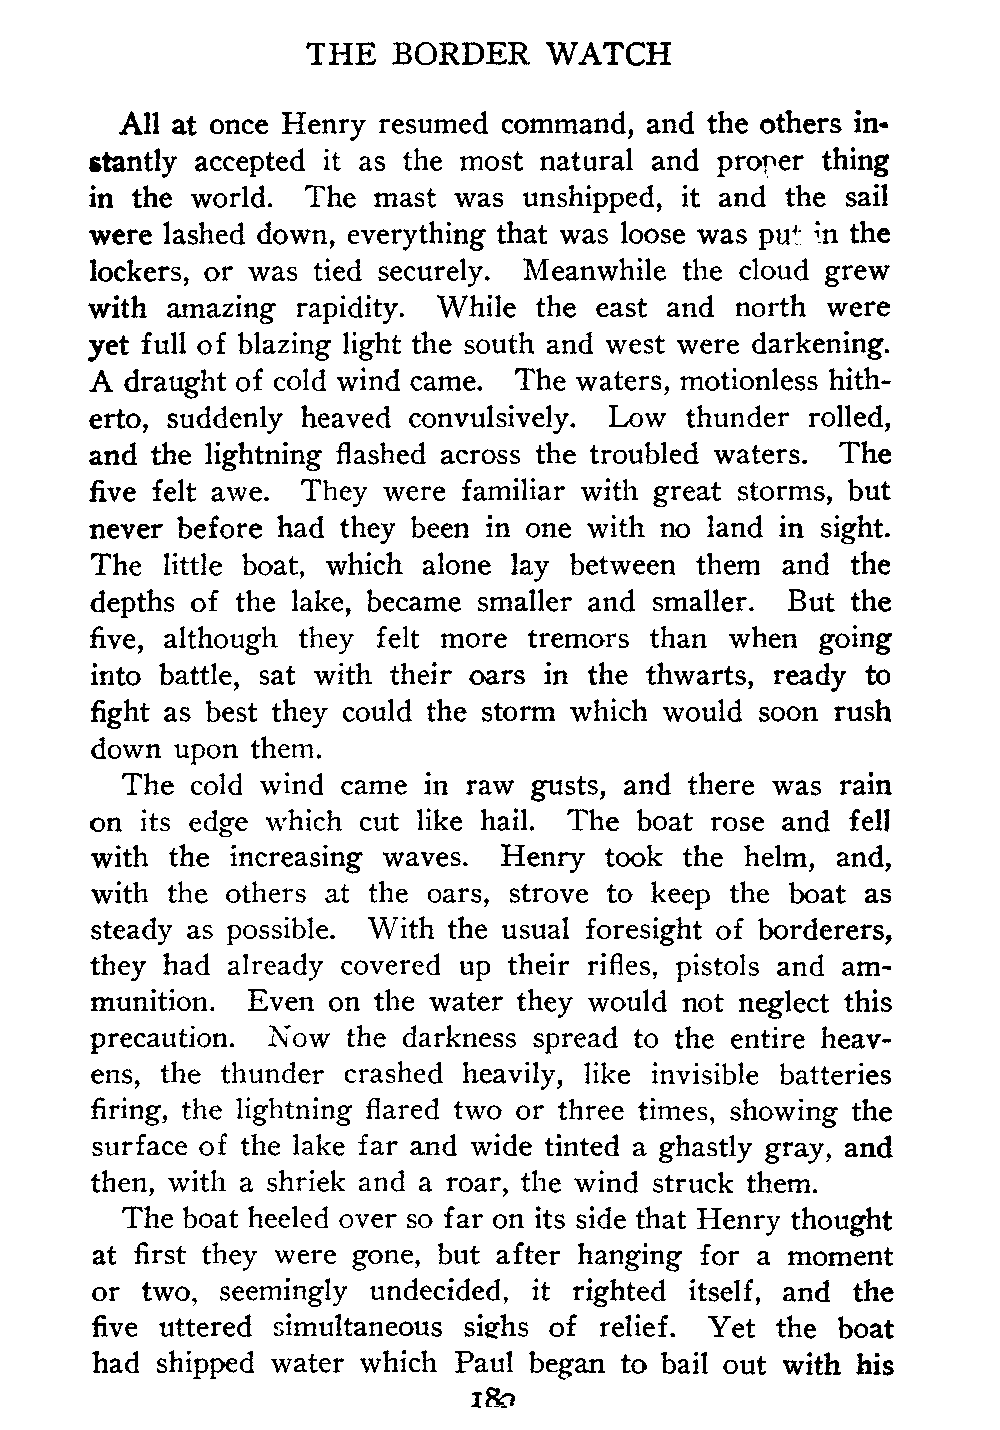 THE BORDER WATCH
All at once Henry resumed command, and the others in-
stantly accepted it as the most natural and proper thing
in the world. The mast was unshipped, it and the sail
were lashed down, everything that was loose was put in the
lockers, or was tied securely. Meanwhile the cloud grew
with amazing rapidity. While the east and north were
yet full of blazing light the south and west were darkening.
A draught of cold wind came. The waters, motionless hith-
erto, suddenly heaved convulsively. Low thunder rolled,
and the lightning flashed across the troubled waters. The
five felt awe. They were familiar with great storms, but
never before had they been in one with no land in sight.
The little boat, which alone lay between them and the
depths of the lake, became smaller and smaller. But the
five, although they felt more tremors than when going
into battle, sat with their oars in the thwarts, ready to
fight as best they could the storm which would soon rush
down upon them.
The cold wind came in raw gusts, and there was rain
on its edge which cut like hail. The boat rose and fell
with the increasing waves. Henry took the helm, and,
with the others at the oars, strove to keep the boat as
steady as possible. With the usual foresight of borderers,
they had already covered up their rifles, pistols and am-
munition. Even on the water they would not neglect this
precaution. Now the darkness spread to the entire heav-
ens, the thunder crashed heavily, like invisible batteries
firing, the lightning flared two or three times, showing the
surface of the lake far and wide tinted a ghastly gray, and
then, with a shriek and a roar, the wind struck them.
The boat heeled over so far on its side that Henry thought
at first they were gone, but after hanging for a moment
or two, seemingly undecided, it righted itself, and the
five uttered simultaneous sighs of relief. Yet the boat
had shipped water which Paul began to bail out with his